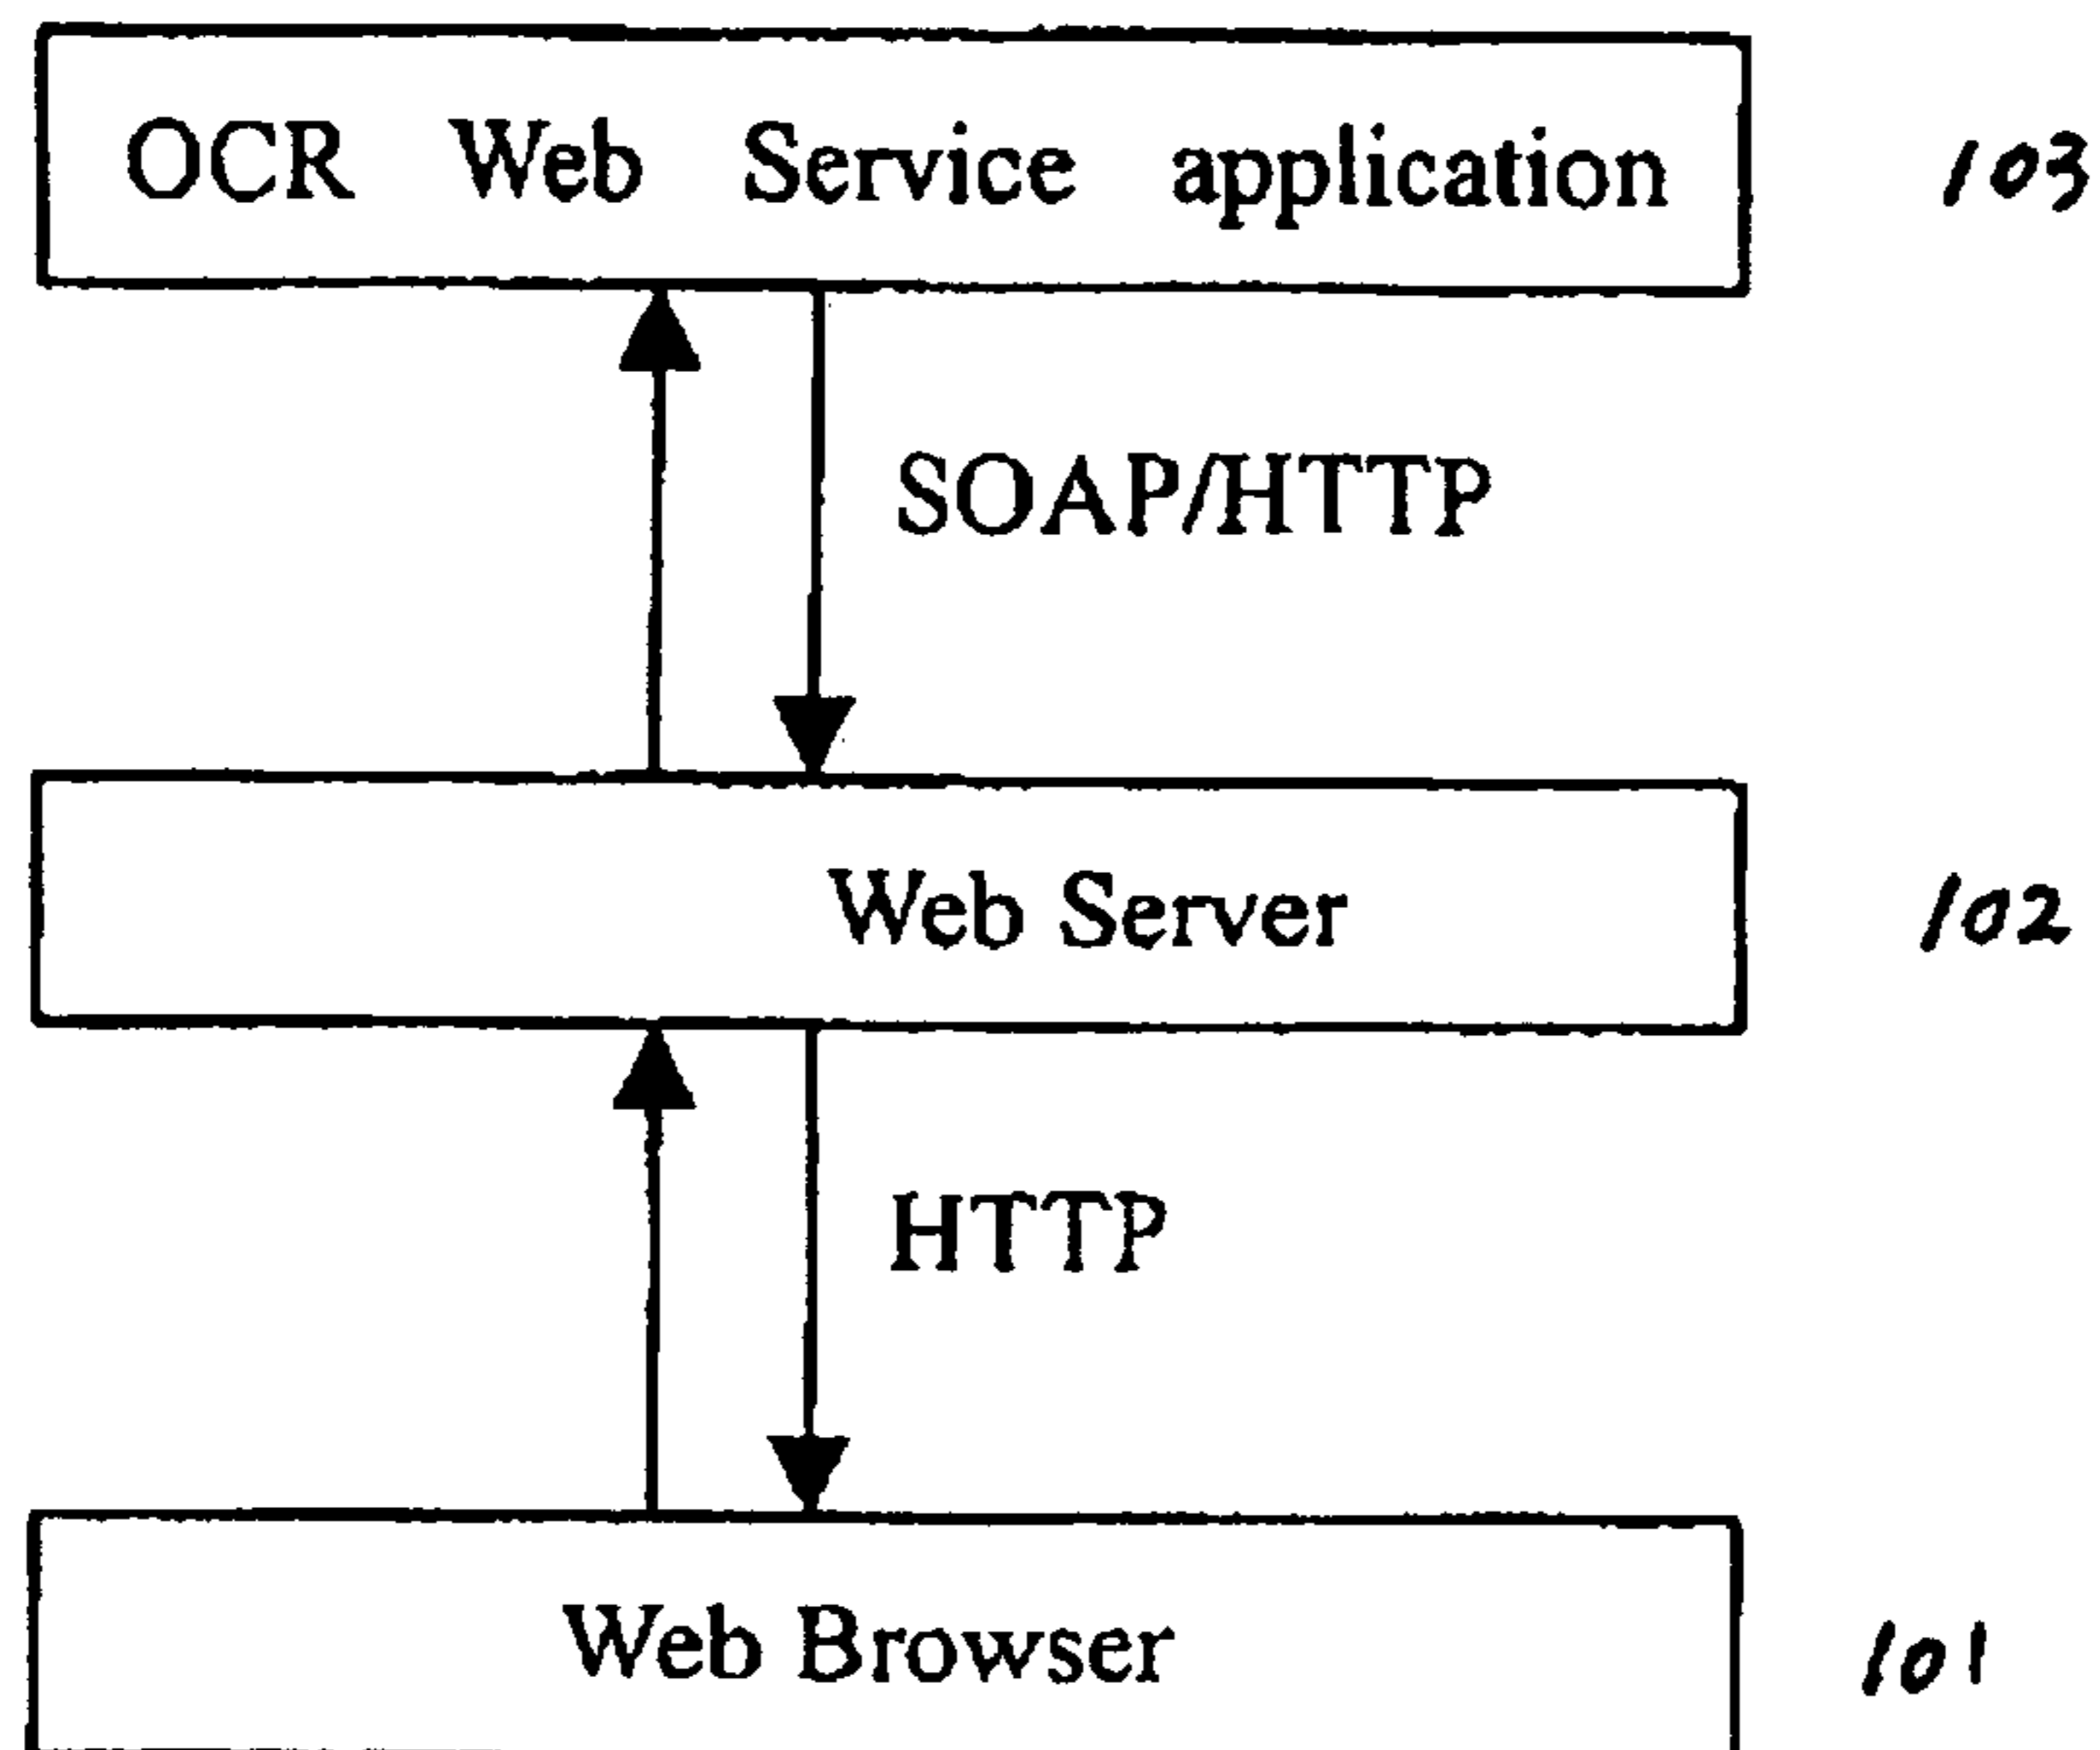 OCR Web Service application 103
SOAP/HTTP
Web Server 102
HTTP
Web Browser 101